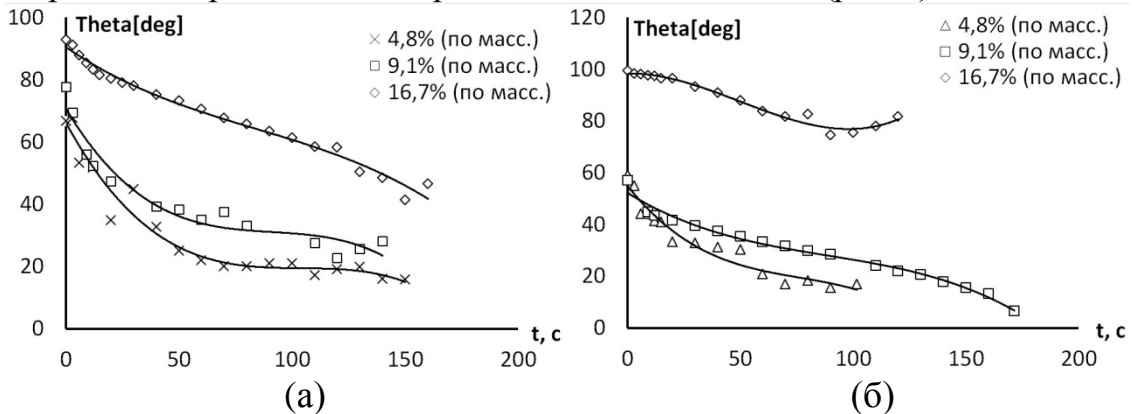 Theta[deg]
4,8% (по масс.)
9,1% (по масс.)
16,7% (по масс.)
100
80
60
40
20
0
0
50
100
150
200
t, c
(а)
Theta[deg]
4,8% (по масс.)
9,1% (по масс.)
16,7% (по масс.)
120
100
80
60
40
20
0
0
50
100
150
200
t, c
(б)